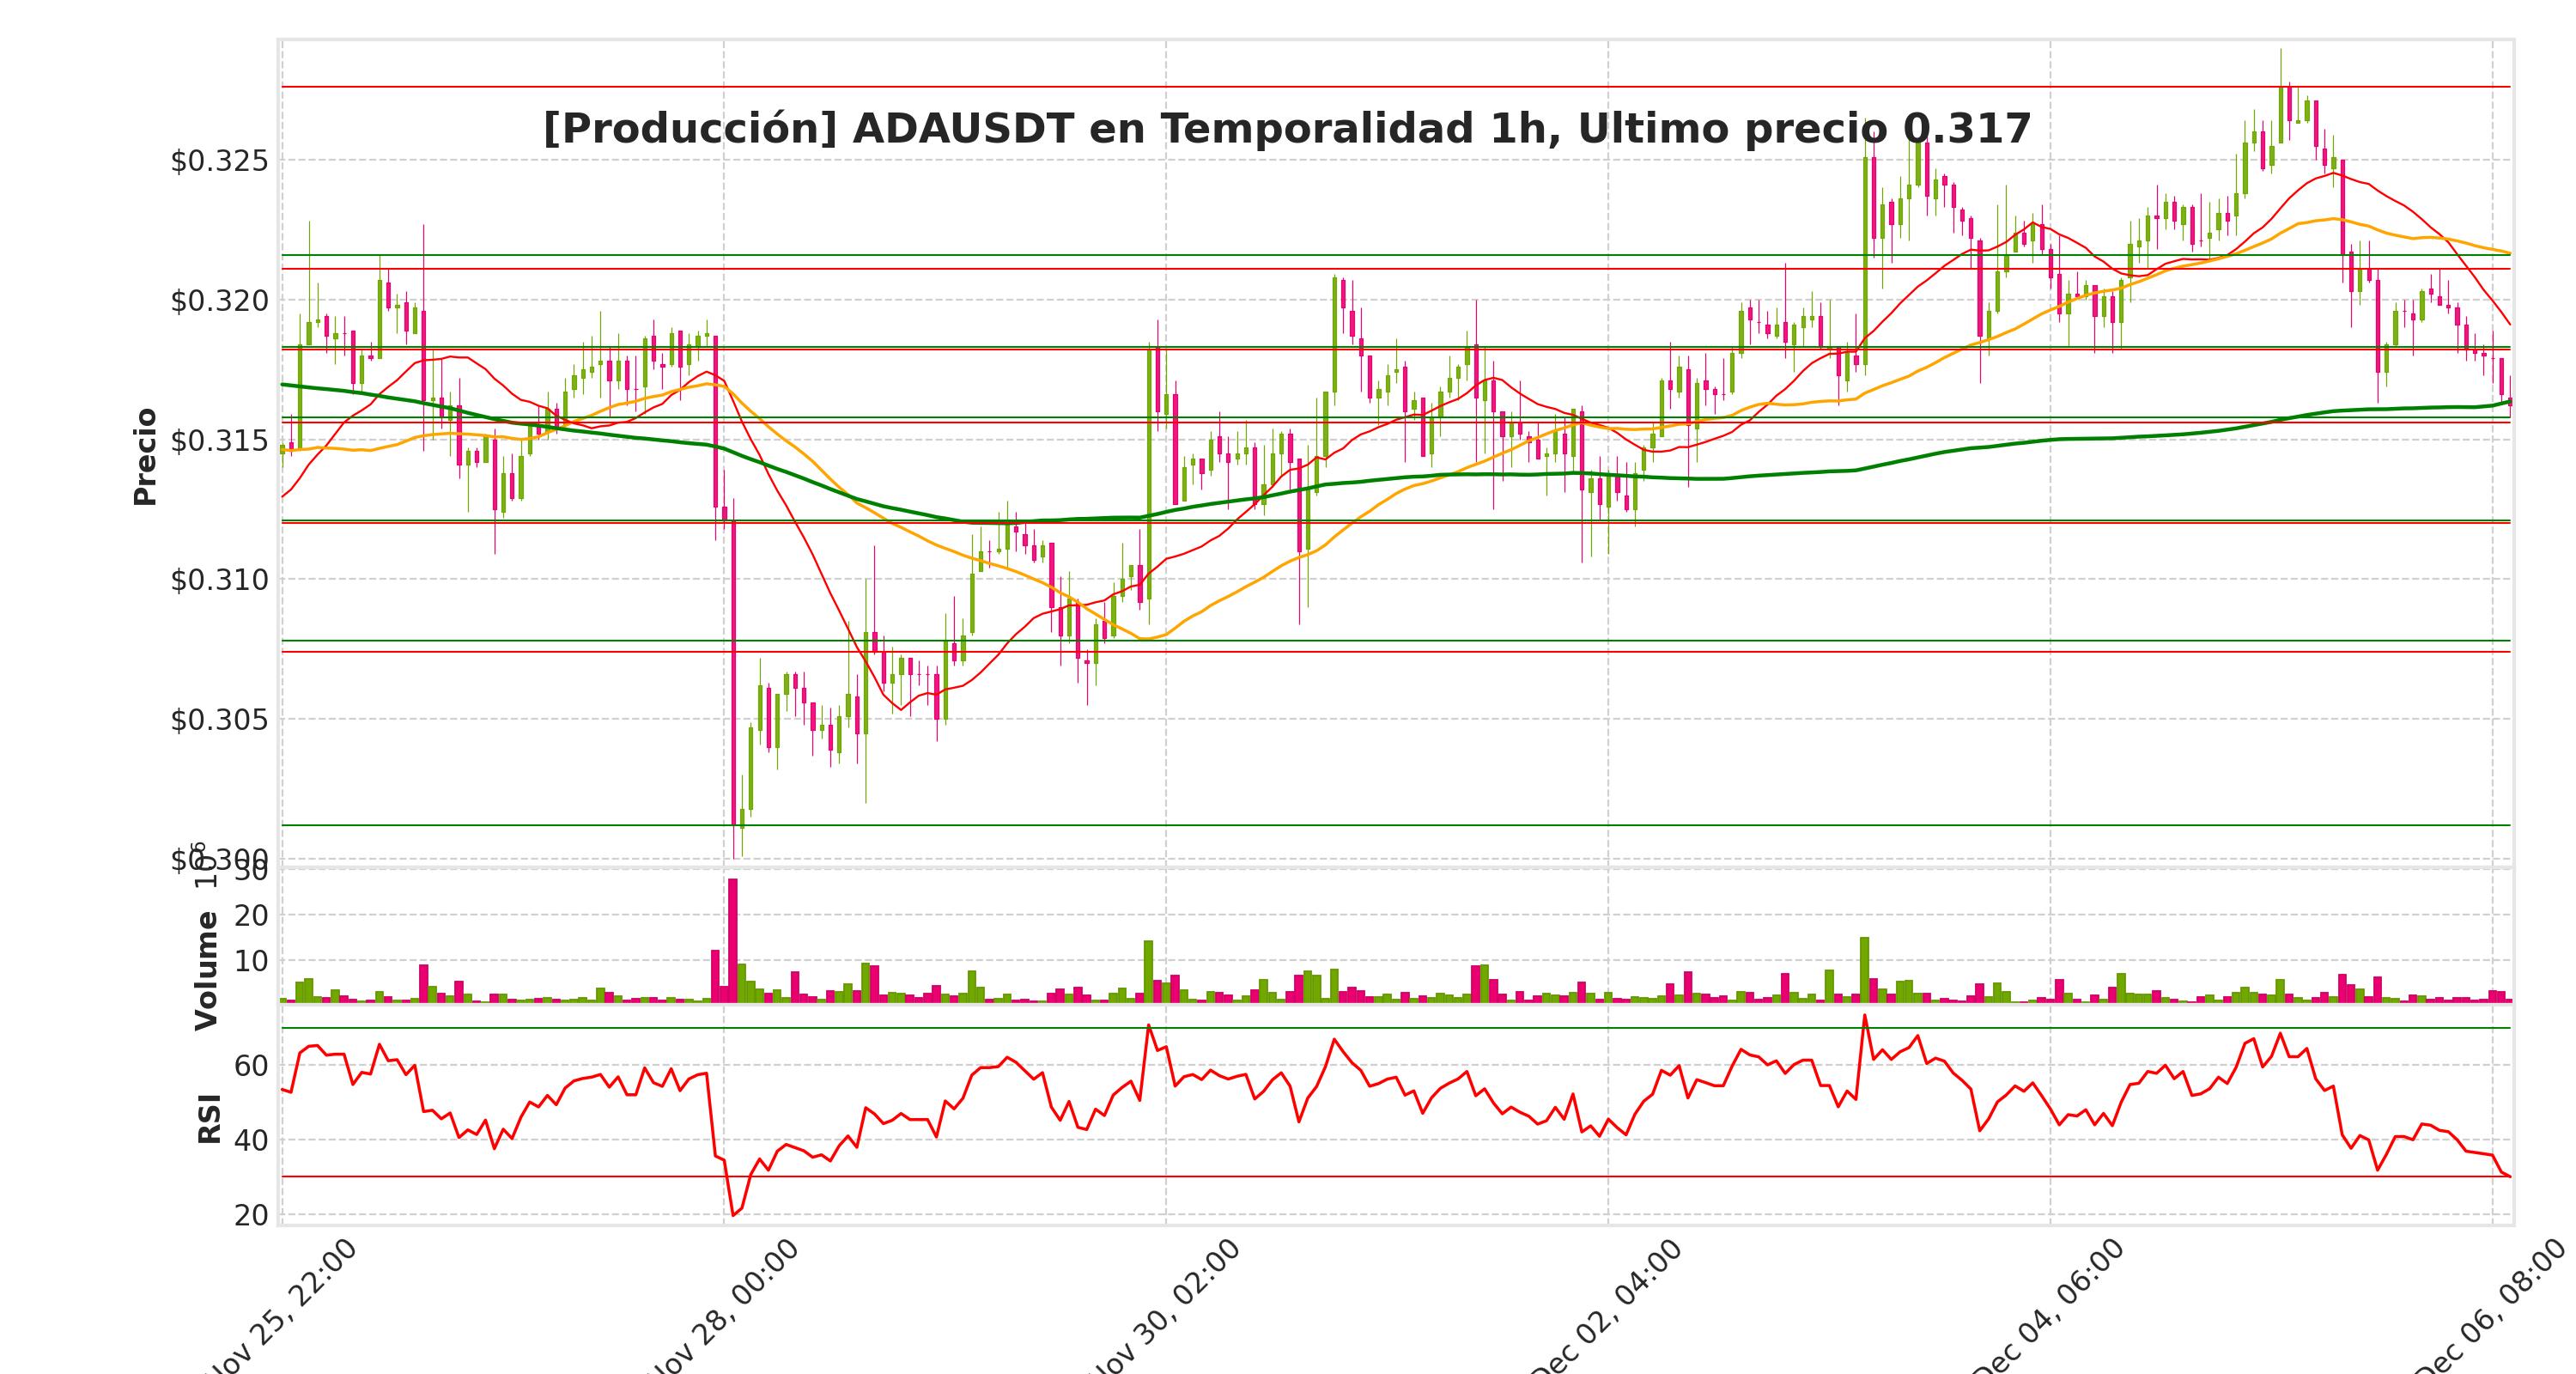 [Producción] ADAUSDT en Temporalidad 1h, Ultimo precio 0.317
Precio
$0.325
$0.320
$0.315
$0.310
$0.305
$0.300
Volume 10⁶
30
20
10
RSI
60
40
20
Nov 25, 22:00
Nov 28, 00:00
Nov 30, 02:00
Dec 02, 04:00
Dec 04, 06:00
Dec 06, 08:00